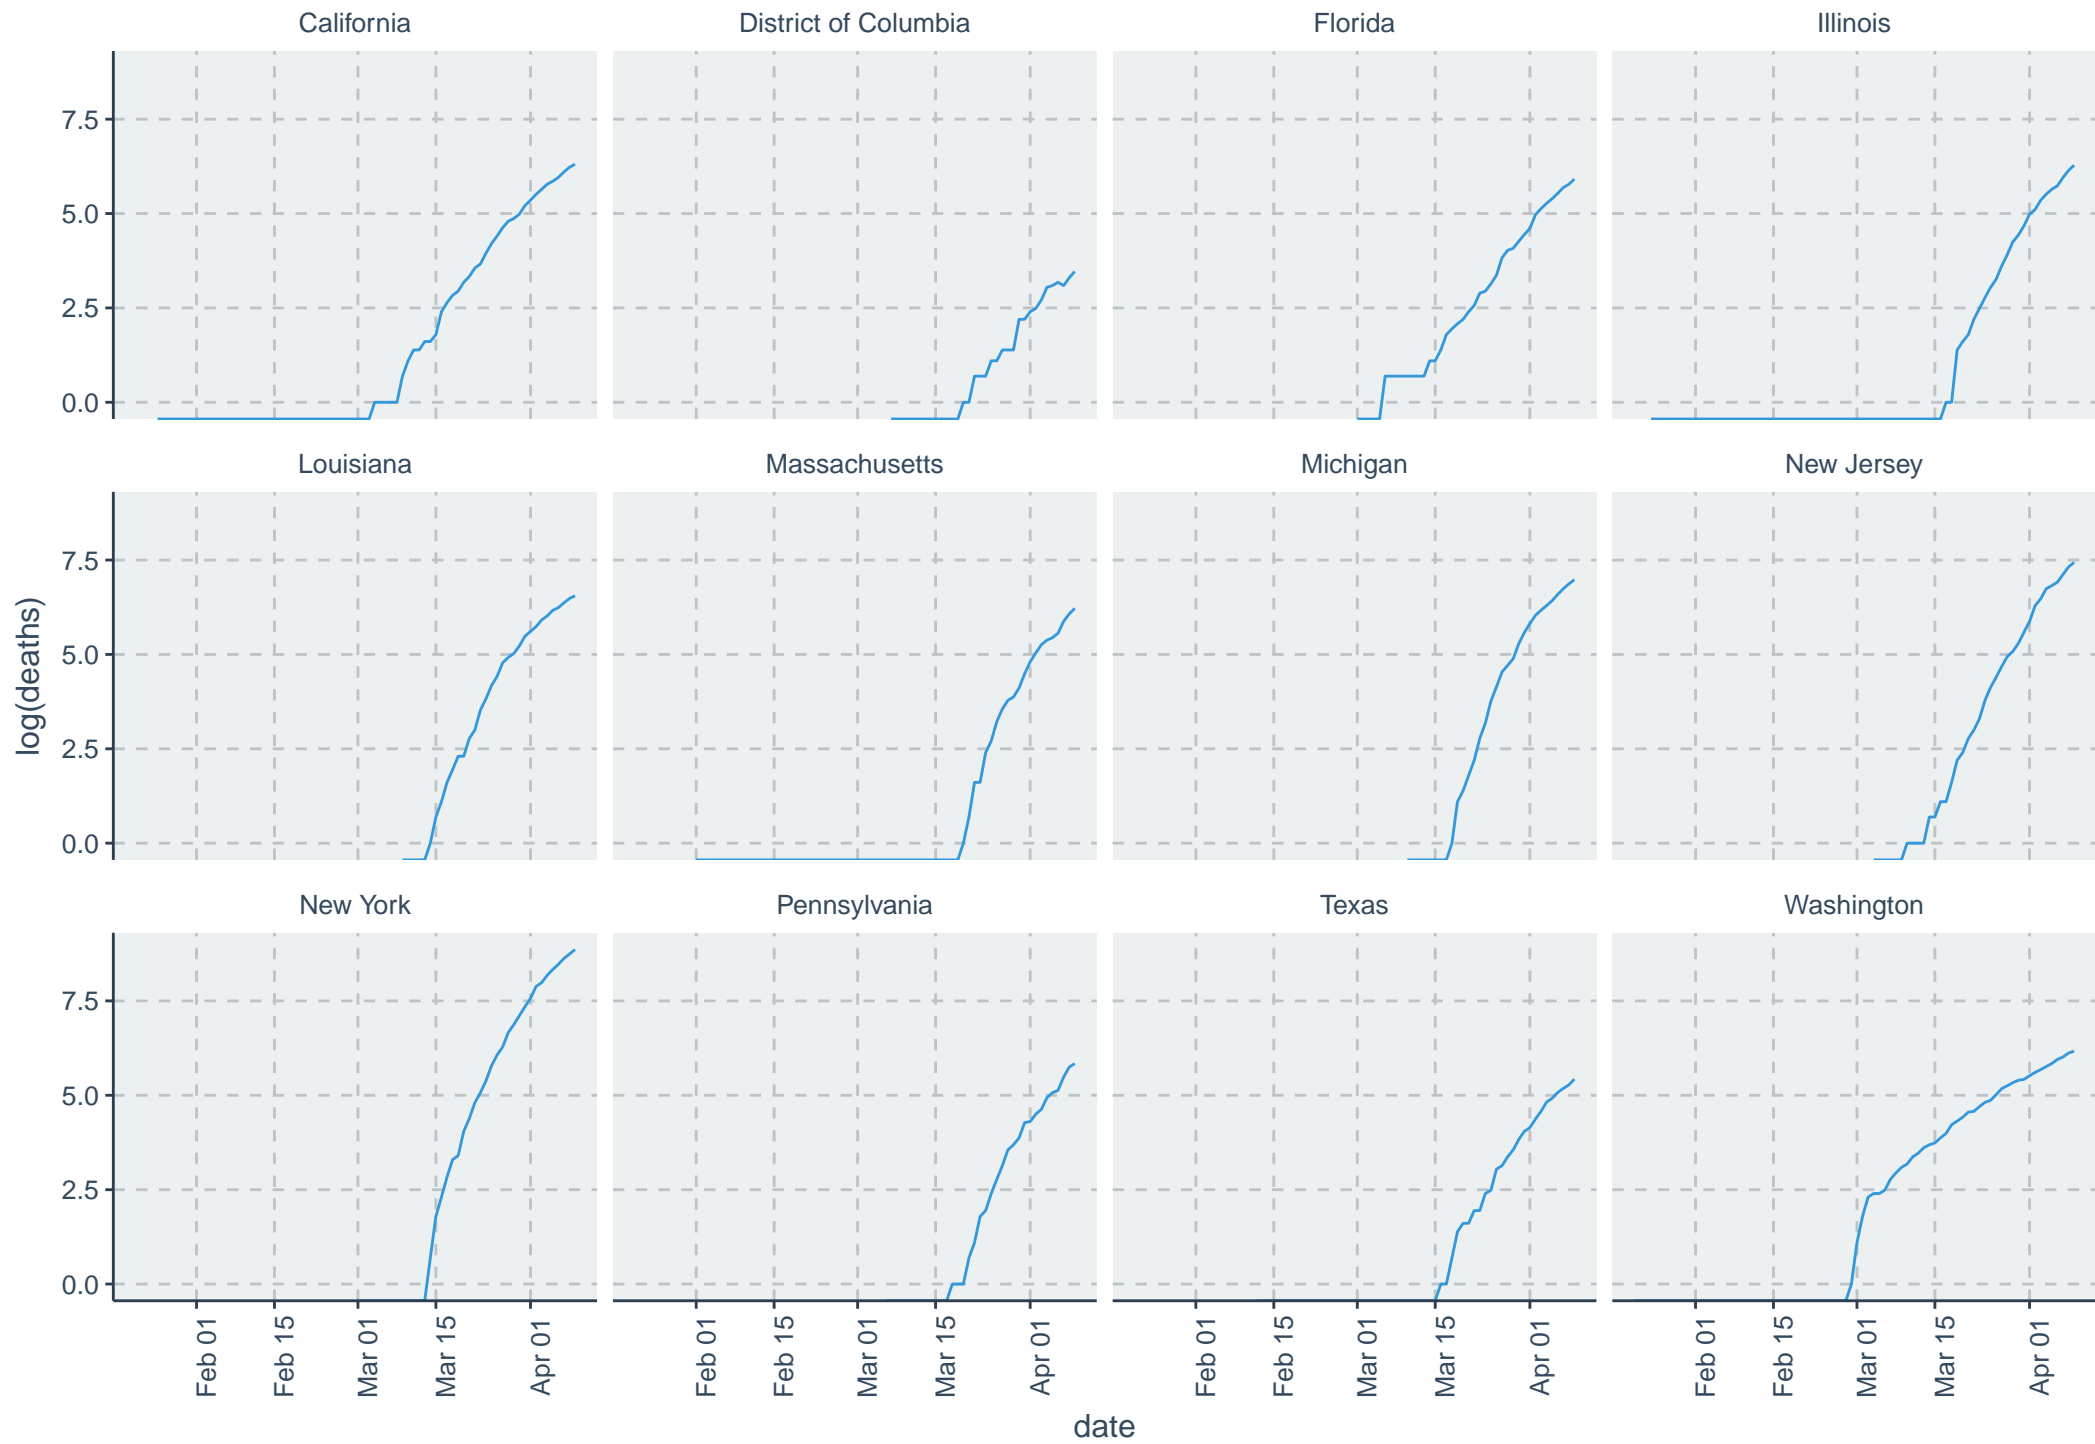 California
District of Columbia
Florida
Illinois
7.5
5.0
2.5
0.0
Louisiana
Massachusetts
Michigan
New Jersey
7.5
5.0
2.5
0.0
log(deaths)
New York
Pennsylvania
Texas
Washington
7.5
5.0
2.5
0.0
Feb 01
Feb 15
Mar 01
Mar 15
Apr 01
Feb 01
Feb 15
Mar 01
Mar 15
Apr 01
Feb 01
Feb 15
Mar 01
Mar 15
Apr 01
Feb 01
Feb 15
Mar 01
Mar 15
Apr 01
date